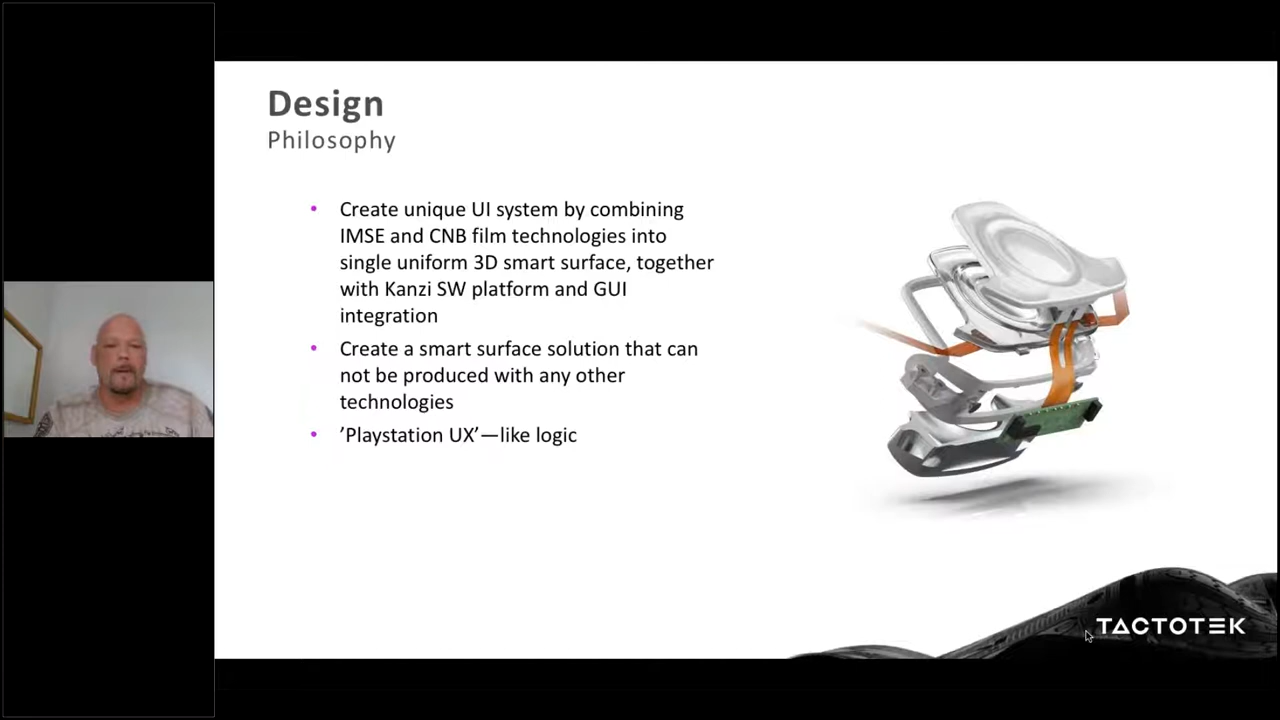 Design
Philosophy
• Create unique UI system by combining
IMSE and CNB film technologies into
single uniform 3D smart surface, together
with Kanzi SW platform and GUI
integration
• Create a smart surface solution that can
not be produced with any other
technologies
• ’Playstation UX’—like logic
TACTOTEK